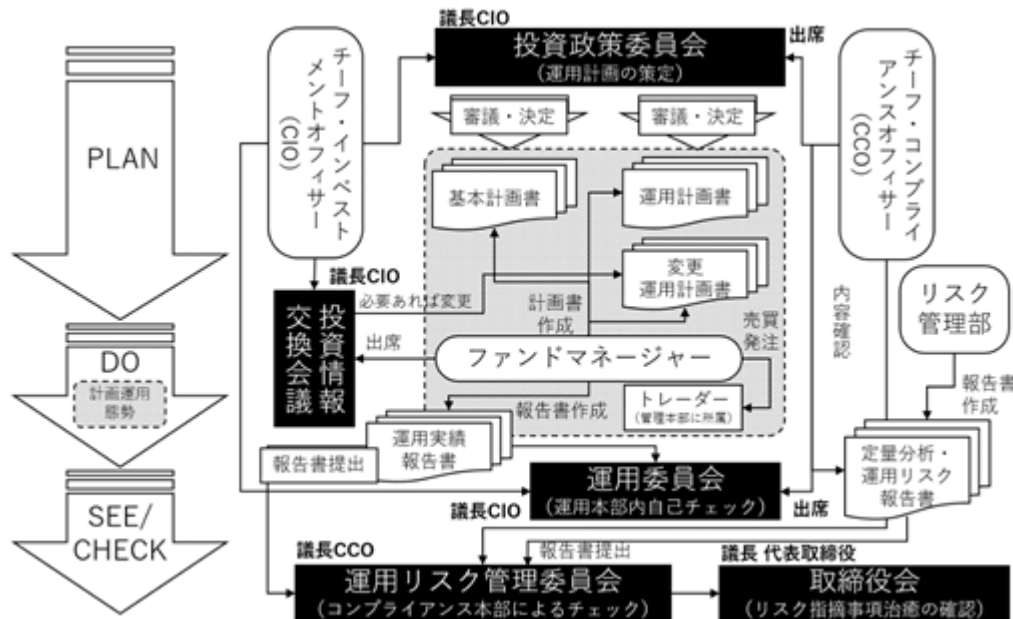 議長CIO
投資政策委員会
(運用計画の策定)
出席
チーフ・インベスト
メントオフィサー
(CIO)
チーフ・コンプライ
アンスオフィサー
(CCO)
PLAN
審議・決定
審議・決定
基本計画書
運用計画書
変更
運用計画書
議長CIO
必要あれば変更
投資情報
交換会議
計画書
作成
売買
発注
内容確認
リスク
管理部
出席
ファンドマネージャー
DO
計画運用
態勢
報告書作成
トレーダー
(管理本部に所属)
報告書
作成
運用実績
報告書
報告書提出
定量分析・
運用リスク
報告書
運用委員会
(運用本部内自己チェック)
議長CIO
出席
SEE/
CHECK
議長CCO
報告書提出
議長 代表取締役
運用リスク管理委員会
(コンプライアンス本部によるチェック)
取締役会
(リスク指摘事項治癒の確認)